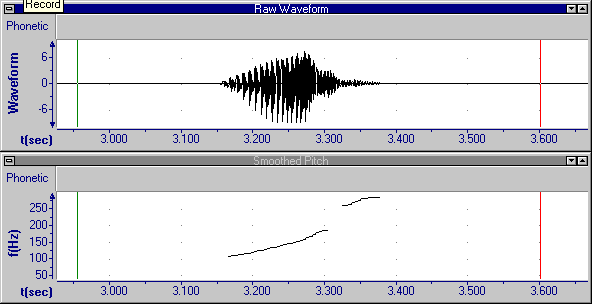 Record
Raw Waveform
Phonetic
Waveform
6
0
-6
t(sec) 3.000 3.100 3.200 3.300 3.400 3.500 3.600
Smoothed Pitch
Phonetic
f(Hz)
250
200
150
100
50
t(sec) 3.000 3.100 3.200 3.300 3.400 3.500 3.600